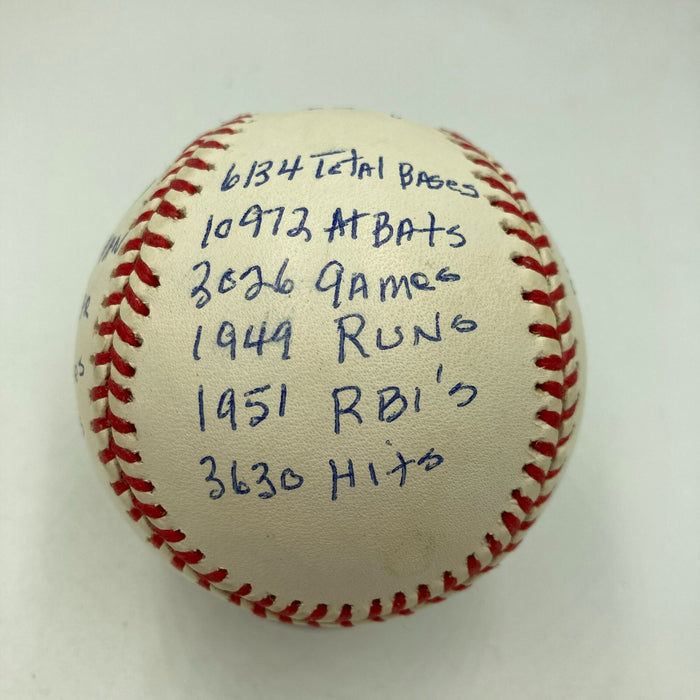 6134 Total Bases
10972 At Bats
3026 Games
1949 Runs
1951 RBI's
3630 Hits